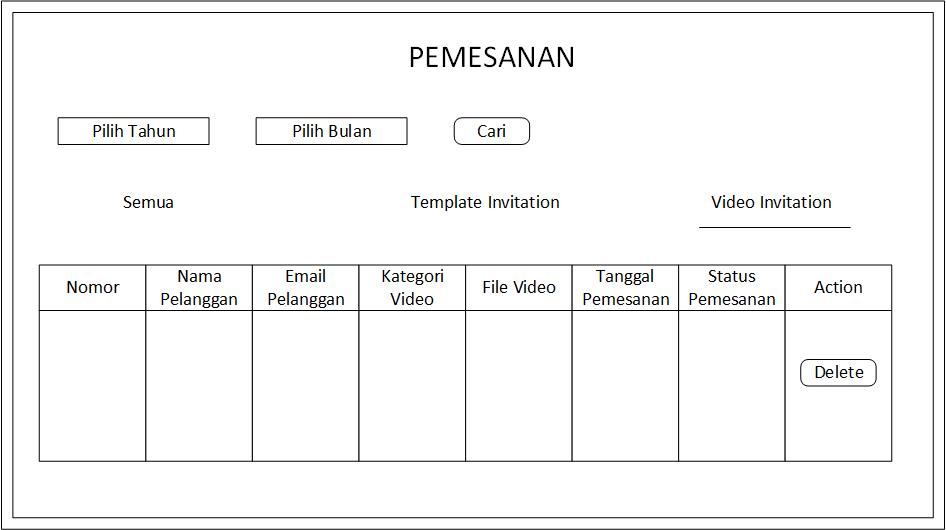 PEMESANAN
Pilih Tahun
Pilih Bulan
Cari
Semua
Template Invitation
Video Invitation
Nomor
Nama
Pelanggan
Email
Pelanggan
Kategori
Video
File Video
Tanggal
Pemesanan
Status
Pemesanan
Action
Delete